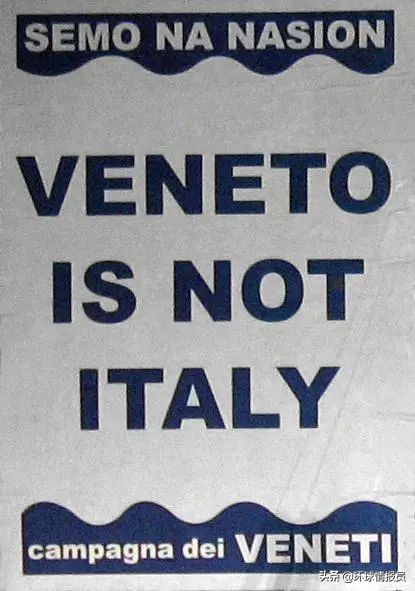 SEMO NA NASION
VENETO
IS NOT
ITALY
campagna dei VENETI
头条 @环球情报员